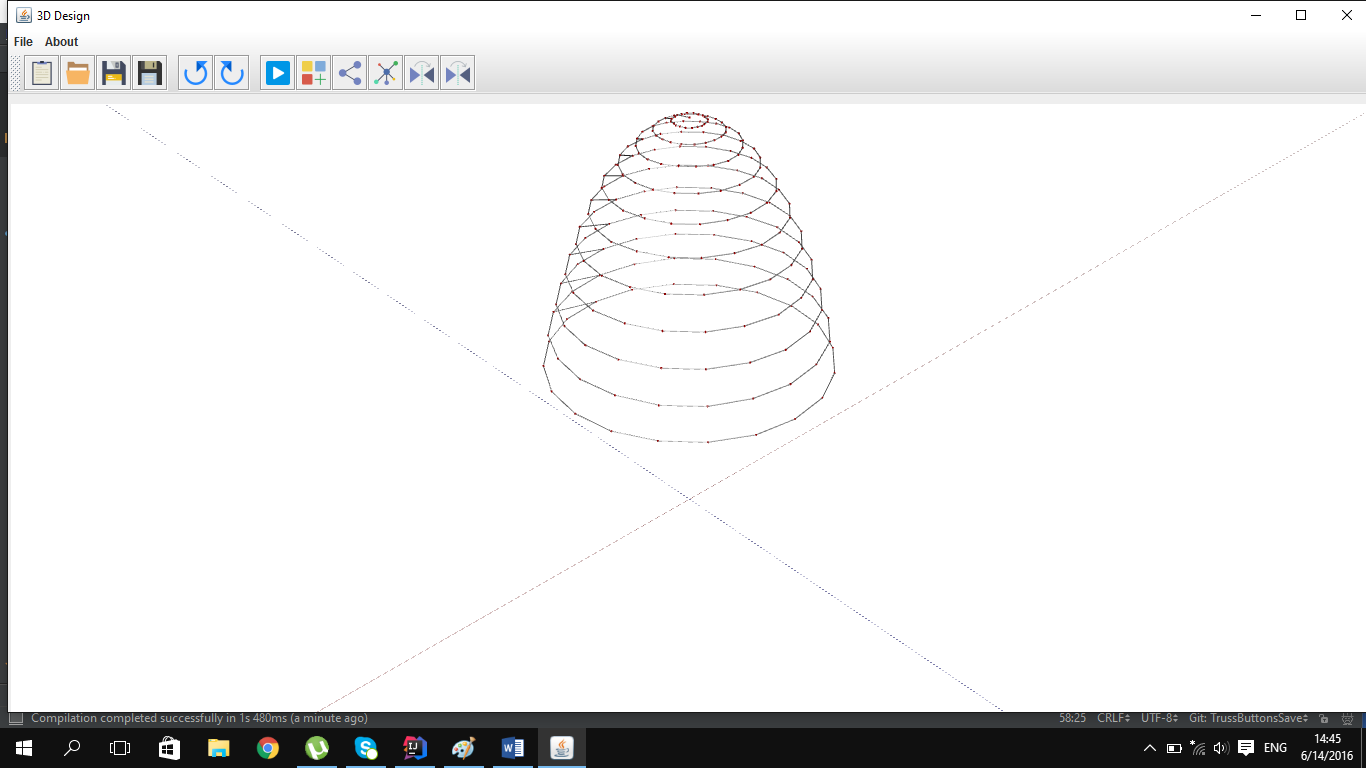 3D Design
File About
Compilation completed successfully in 1s 480ms (a minute ago) 58:25 CRLF UTF-8 Git: TrussButtonsSave
ENG 14:45
6/14/2016